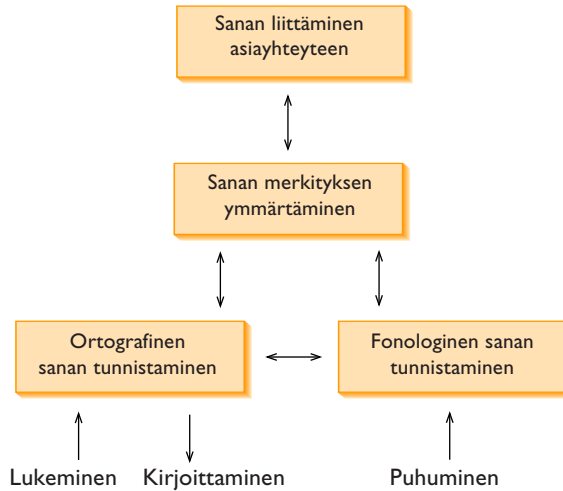 Sanan liittäminen
asiayhteyteen
Sanan merkityksen
ymmärtäminen
Ortografinen
sanan tunnistaminen
Fonologinen sanan
tunnistaminen
Lukeminen
Kirjoittaminen
Puhuminen